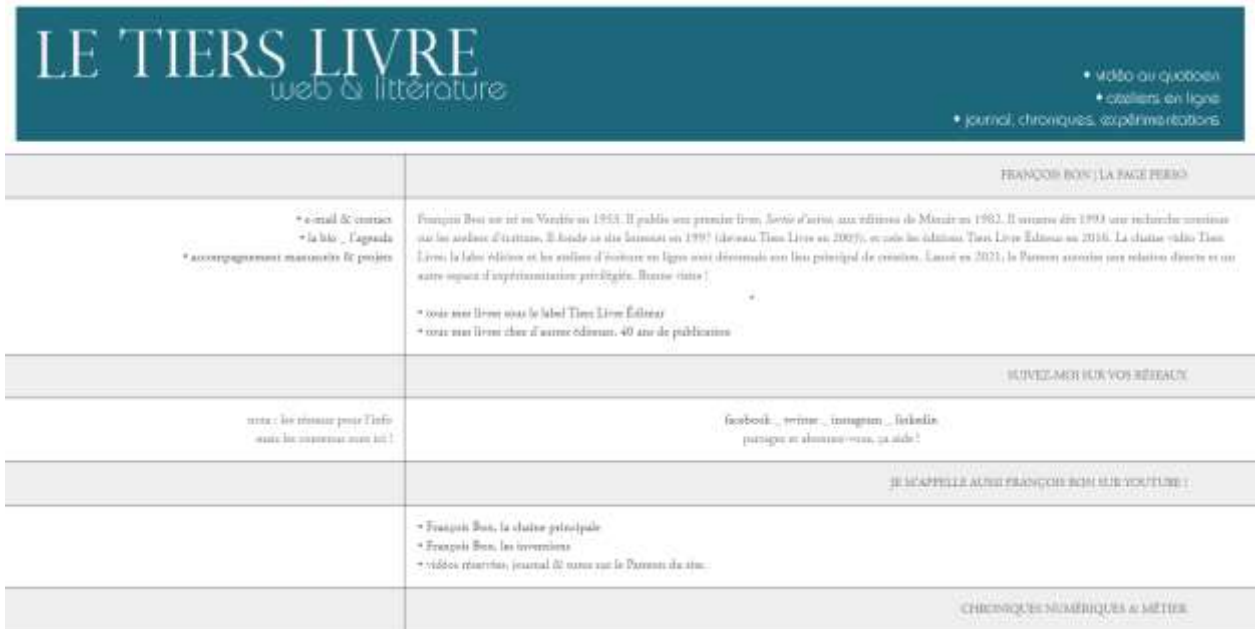 LE TIERS LIVRE
web & littérature
• vidéo au quotidien
• ateliers en ligne
• journal, chroniques, expérimentations
FRANÇOIS BON | LA PAGE PERSO
• e-mail & contact
• la bio _ l'agenda
• accompagnement manuscrits & projets
François Bon est né en Vendée en 1953. Il publie son premier livre, Sortie d'usine, aux éditions de Minuit en 1982. Il entame dès 1993 une recherche continue
sur les ateliers d'écriture. Il fonde ce site Internet en 1997 (devenu Tiers Livre en 2005), et crée les éditions Tiers Livre Éditeur en 2016. La chaîne vidéo Tiers
Livre, la labo édition et les ateliers d'écriture en ligne sont désormais son lieu principal de création. Lancé en 2021, le Patreon autorise une relation directe et un
autre espace d'expérimentation privilégiée. Bonne visite !
*
• tous mes livres sous le label Tiers Livre Éditeur
• tous mes livres chez d'autres éditeurs, 40 ans de publication
SUIVEZ-MOI SUR VOS RÉSEAUX
nota : les réseaux pour l'info
mais les contenus sont ici !
facebook _ twitter _ instagram _ linkedin
partagez et abonnez-vous, ça aide !
JE M'APPELLE AUSSI FRANÇOIS BON SUR YOUTUBE !
• François Bon, la chaîne principale
• François Bon, les inventions
• vidéos réservées, journal & notes sur le Patreon du site.
CHRONIQUES NUMÉRIQUES & MÉTIER